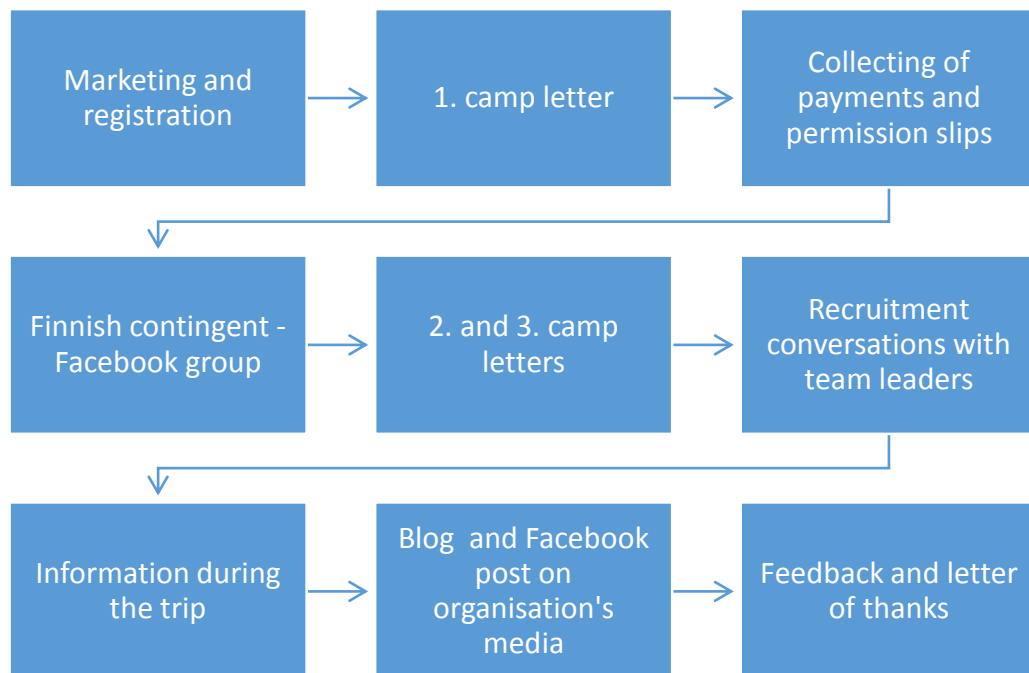 Marketing and
registration
1. camp letter
Collecting of
payments and
permission slips
Finnish contingent -
Facebook group
2. and 3. camp
letters
Recruitment
conversations with
team leaders
Information during
the trip
Blog  and Facebook
post on
organisation's
media
Feedback and letter
of thanks